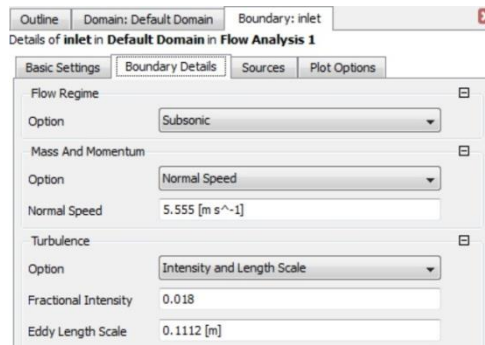 Outline Domain: Default Domain Boundary: inlet
Details of inlet in Default Domain in Flow Analysis 1
Basic Settings Boundary Details Sources Plot Options
Flow Regime
Option Subsonic
Mass And Momentum
Option Normal Speed
Normal Speed 5.555 [m s^-1]
Turbulence
Option Intensity and Length Scale
Fractional Intensity 0.018
Eddy Length Scale 0.1112 [m]